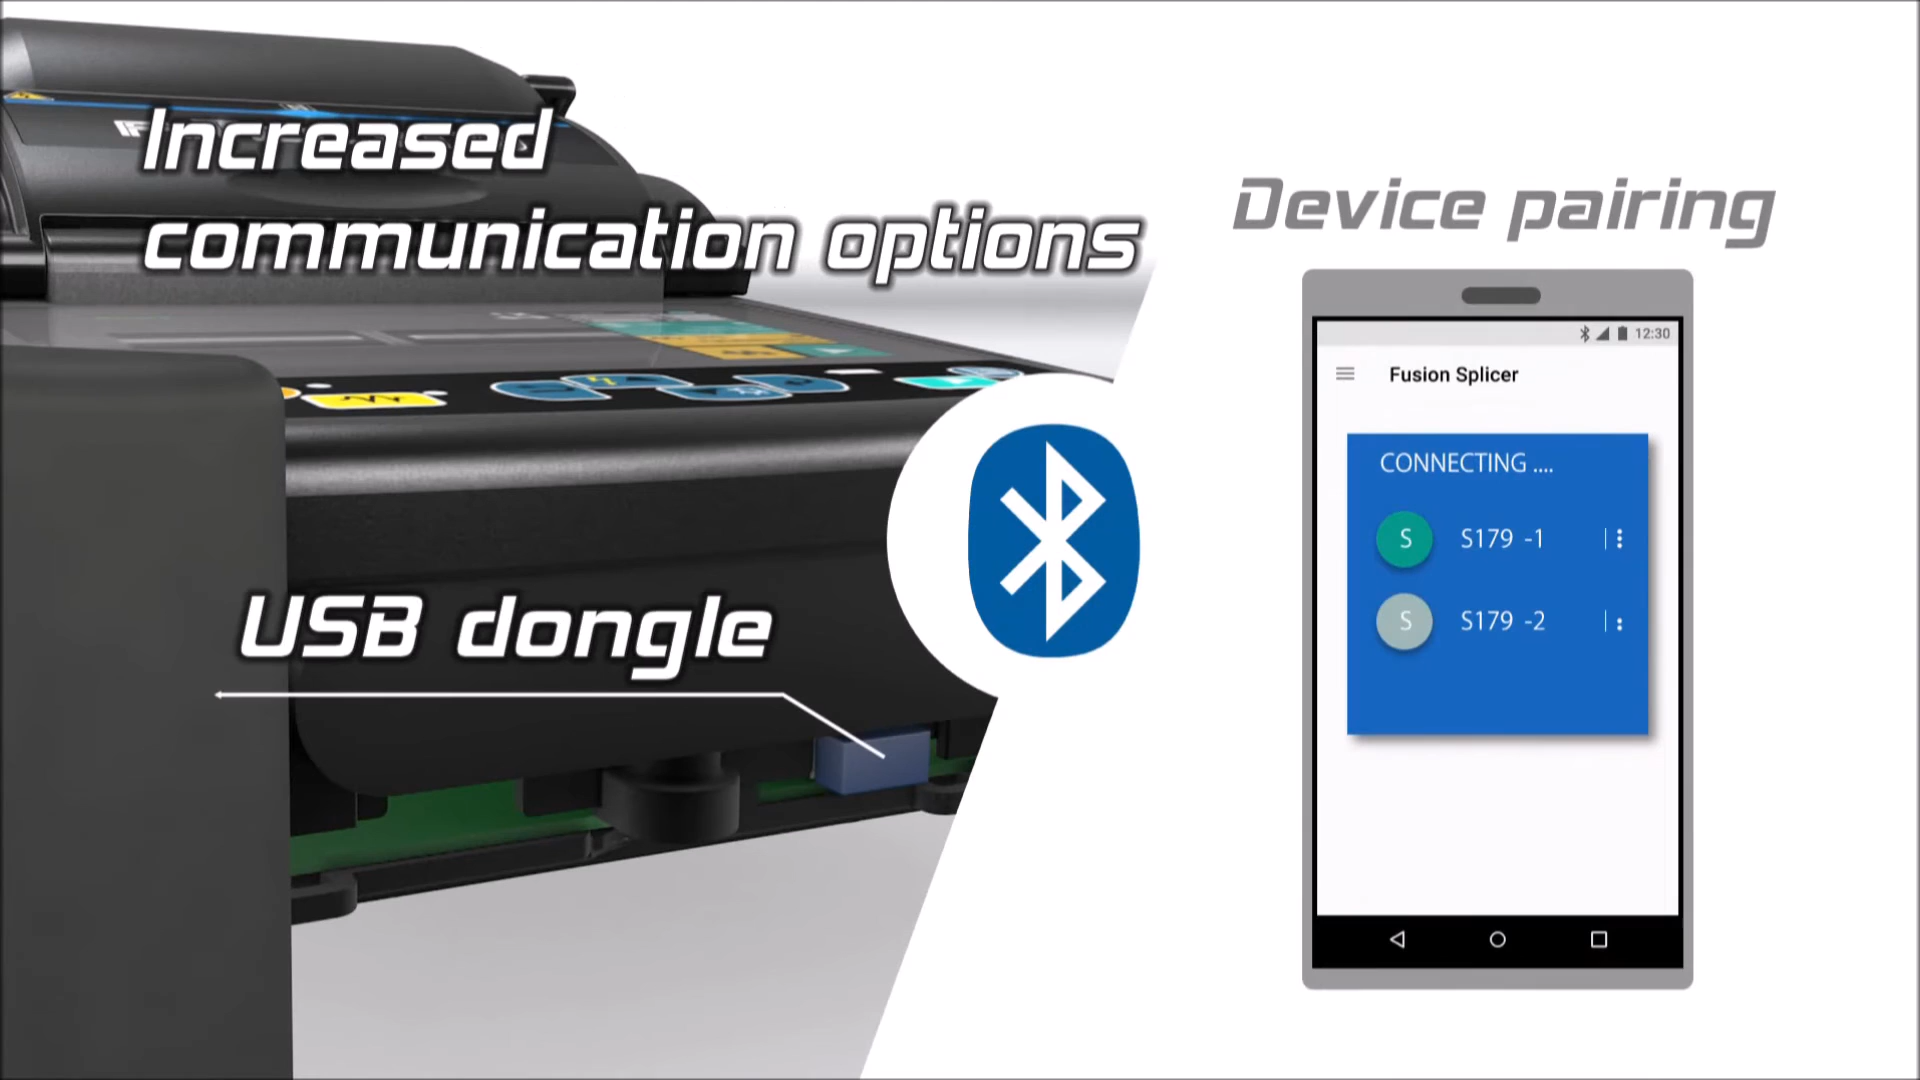 Increased
communication options
USB dongle
Device pairing
12:30
Fusion Splicer
CONNECTING ....
S S179 -1
S S179 -2